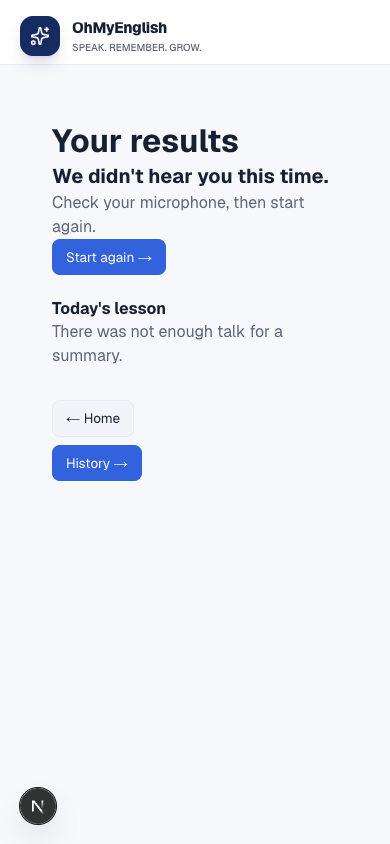 OhMyEnglish
SPEAK. REMEMBER. GROW.
Your results
We didn't hear you this time.
Check your microphone, then start
again.
Start again →
Today's lesson
There was not enough talk for a
summary.
← Home
History →
N